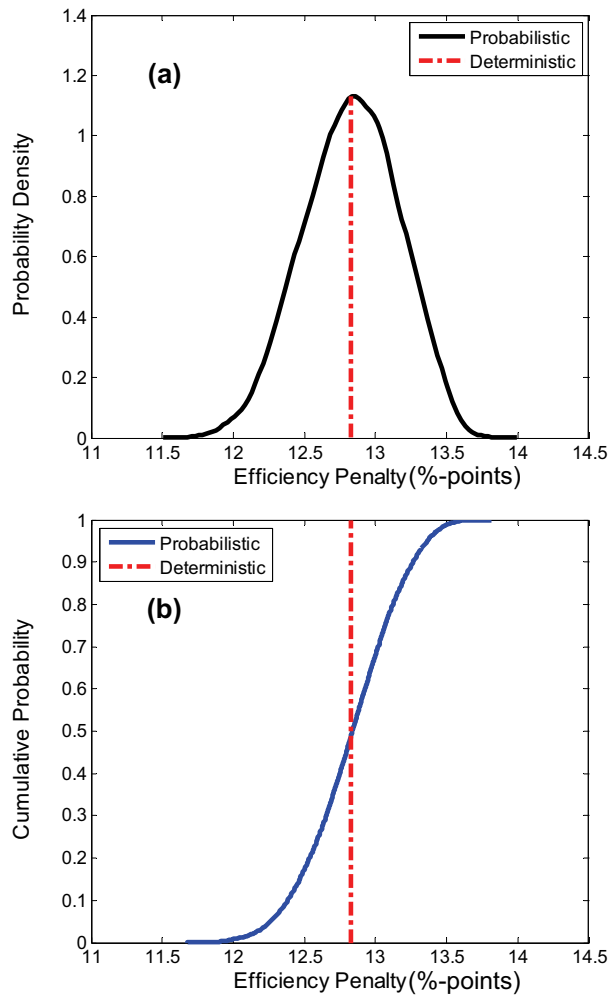 1.4
1.2
1
0.8
0.6
0.4
0.2
0
Probability Density
(a)
Probabilistic
Deterministic
11 11.5 12 12.5 13 13.5 14 14.5
Efficiency Penalty(%-points)
1
0.9
0.8
0.7
0.6
0.5
0.4
0.3
0.2
0.1
0
Cumulative Probability
Probabilistic
Deterministic
(b)
11 11.5 12 12.5 13 13.5 14 14.5
Efficiency Penalty(%-points)